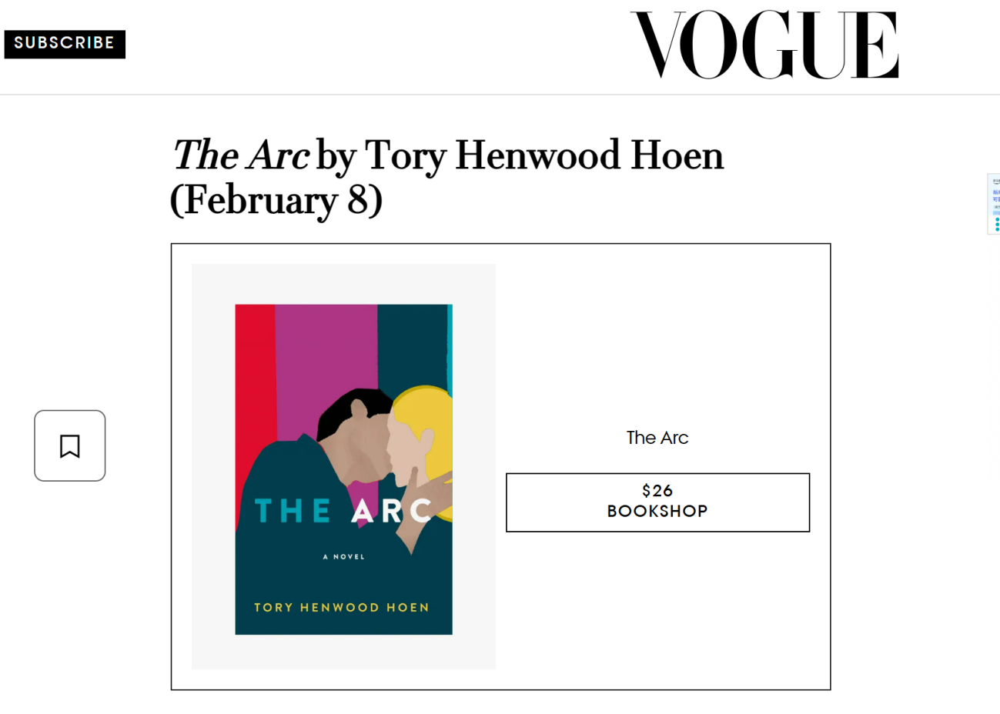 SUBSCRIBE
VOGUE
The Arc by Tory Henwood Hoen
(February 8)
THE ARC
A NOVEL
TORY HENWOOD HOEN
The Arc
$26
BOOKSHOP